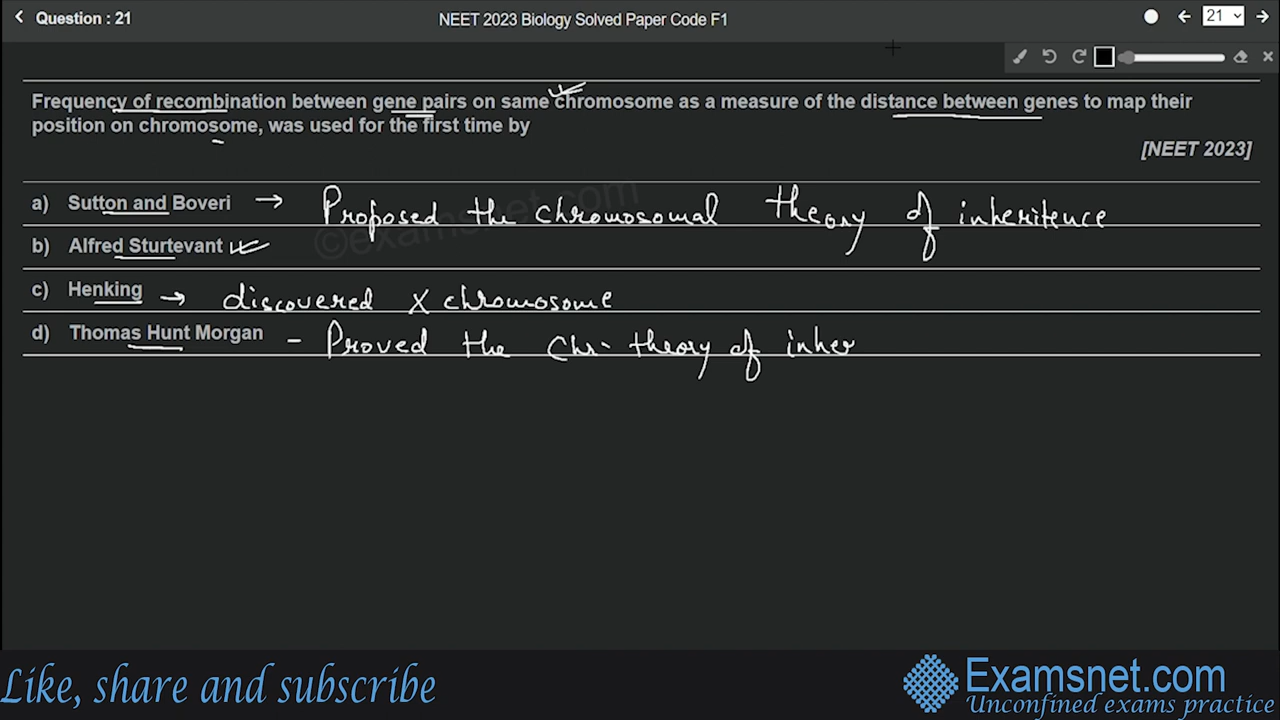 Question : 21
NEET 2023 Biology Solved Paper Code F1
21
Frequency of recombination between gene pairs on same chromosome as a measure of the distance between genes to map their
position on chromosome, was used for the first time by
[NEET 2023]
a) Sutton and Boveri → Proposed the chromosomal theory of inheritence
©examsnet.com
b) Alfred Sturtevant
c) Henking → discovered X chromosome
d) Thomas Hunt Morgan - Proved the Chr. theory of inher
Like, share and subscribe
Examsnet.com
Unconfined exams practice